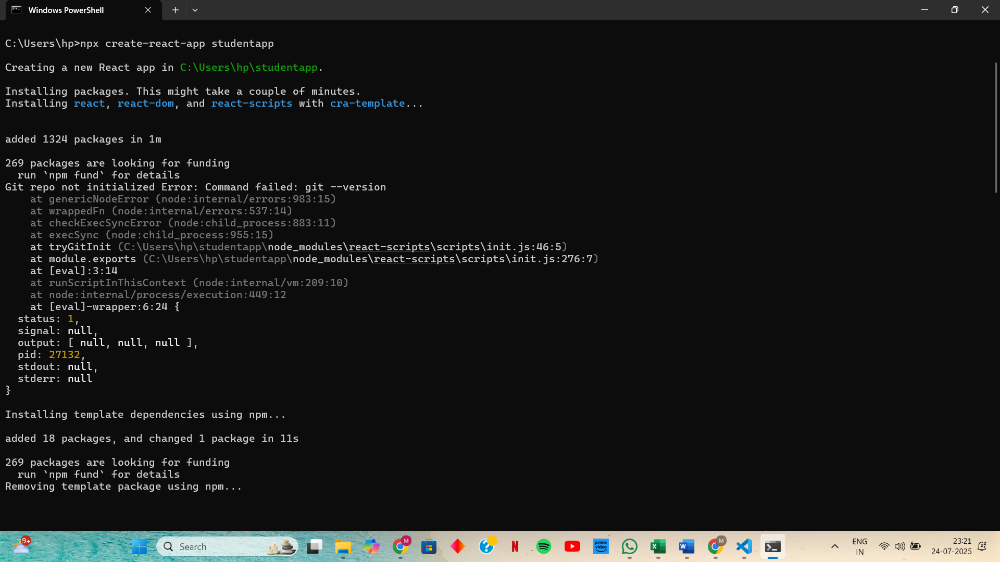 Windows PowerShell
C:\Users\hp>npx create-react-app studentapp
Creating a new React app in C:\Users\hp\studentapp.
Installing packages. This might take a couple of minutes.
Installing react, react-dom, and react-scripts with cra-template...
added 1324 packages in 1m
269 packages are looking for funding
  run `npm fund` for details
Git repo not initialized Error: Command failed: git --version
    at genericNodeError (node:internal/errors:983:15)
    at wrappedFn (node:internal/errors:537:14)
    at checkExecSyncError (node:child_process:883:11)
    at execSync (node:child_process:955:15)
    at tryGitInit (C:\Users\hp\studentapp\node_modules\react-scripts\scripts\init.js:46:5)
    at module.exports (C:\Users\hp\studentapp\node_modules\react-scripts\scripts\init.js:276:7)
    at [eval]:3:14
    at runScriptInThisContext (node:internal/vm:209:10)
    at node:internal/process/execution:449:12
    at [eval]-wrapper:6:24 {
  status: 1,
  signal: null,
  output: [ null, null, null ],
  pid: 27132,
  stdout: null,
  stderr: null
}
Installing template dependencies using npm...
added 18 packages, and changed 1 package in 11s
269 packages are looking for funding
  run `npm fund` for details
Removing template package using npm...
9+
Search
M
N
prime video
X
W
M
ENG
IN
23:21
24-07-2025